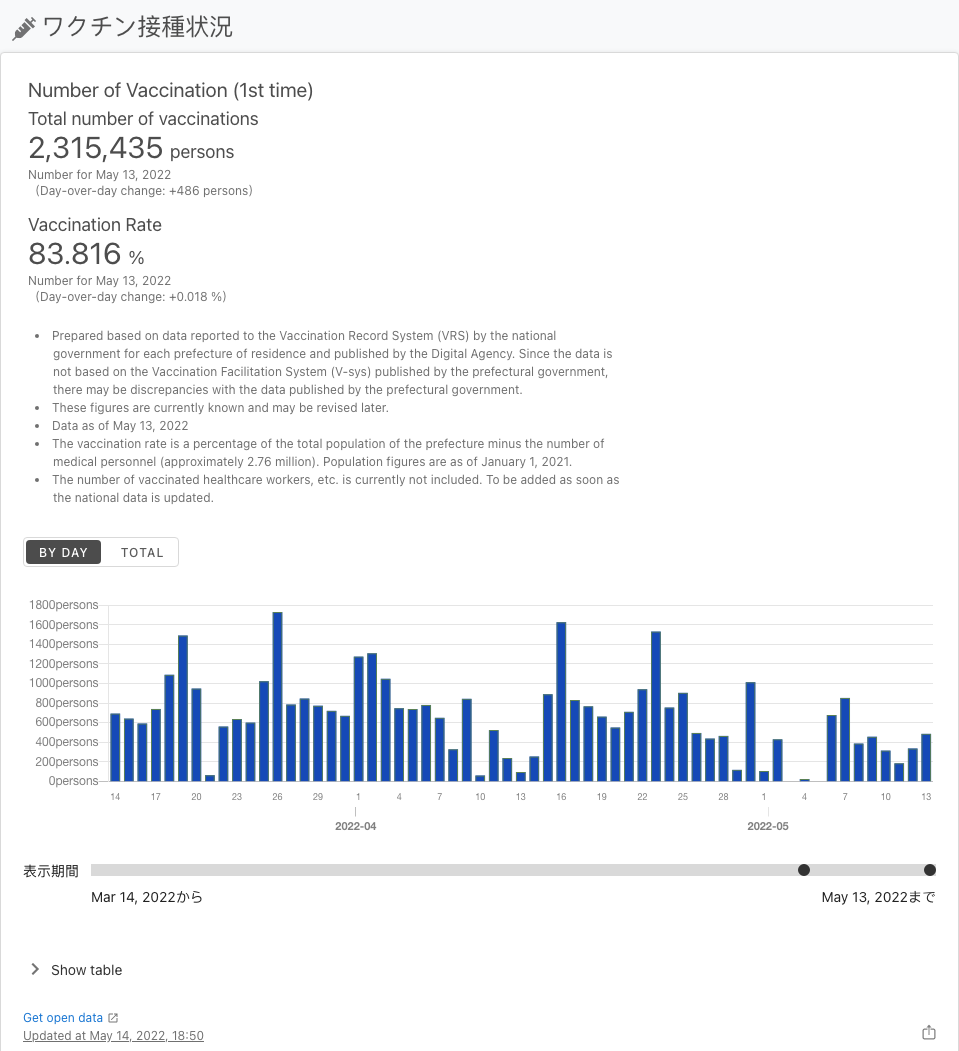 ワクチン接種状況
Number of Vaccination (1st time)
Total number of vaccinations
2,315,435 persons
Number for May 13, 2022
(Day-over-day change: +486 persons)
Vaccination Rate
83.816 %
Number for May 13, 2022
(Day-over-day change: +0.018 %)
• Prepared based on data reported to the Vaccination Record System (VRS) by the national
government for each prefecture of residence and published by the Digital Agency. Since the data is
not based on the Vaccination Facilitation System (V-sys) published by the prefectural government,
there may be discrepancies with the data published by the prefectural government.
• These figures are currently known and may be revised later.
• Data as of May 13, 2022
• The vaccination rate is a percentage of the total population of the prefecture minus the number of
medical personnel (approximately 2.76 million). Population figures are as of January 1, 2021.
• The number of vaccinated healthcare workers, etc. is currently not included. To be added as soon as
the national data is updated.
BY DAY TOTAL
1800persons
1600persons
1400persons
1200persons
1000persons
800persons
600persons
400persons
200persons
0persons
14 17 20 23 26 29 1 4 7 10 13 16 19 22 25 28 1 4 7 10 13
2022-04 2022-05
表示期間
Mar 14, 2022から May 13, 2022まで
Show table
Get open data
Updated at May 14, 2022, 18:50